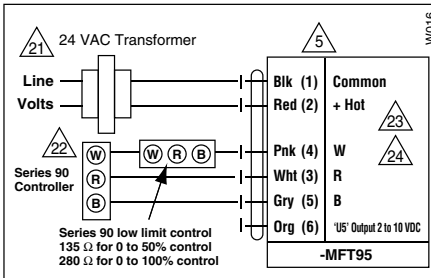 W016
21
24 VAC Transformer
5
Line
Volts
Blk (1) Common
Red (2) + Hot
23
22
24
Series 90
Controller
W
R
B
W R B
Pnk (4) W
Wht (3) R
Gry (5) B
Org (6) 'U5' Output 2 to 10 VDC
Series 90 low limit control
135 Ω for 0 to 50% control
280 Ω for 0 to 100% control
-MFT95